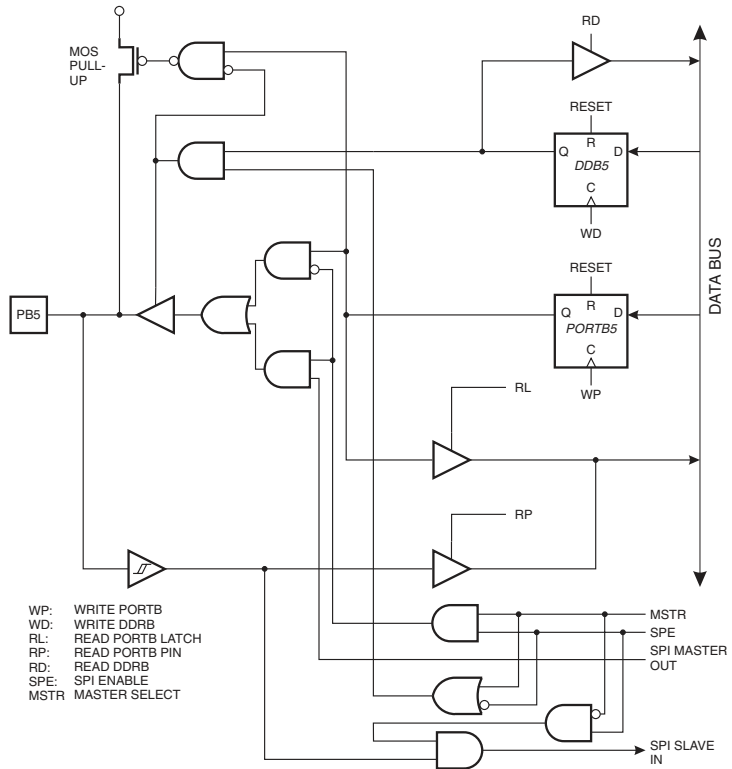 RD
MOS
PULL-
UP
RESET
R
Q
D
DDB5
C
WD
DATA BUS
RESET
R
Q
D
PORTB5
C
WP
PB5
RL
RP
WP: WRITE PORTB
WD: WRITE DDRB
RL: READ PORTB LATCH
RP: READ PORTB PIN
RD: READ DDRB
SPE: SPI ENABLE
MSTR MASTER SELECT
MSTR
SPE
SPI MASTER
OUT
SPI SLAVE
IN